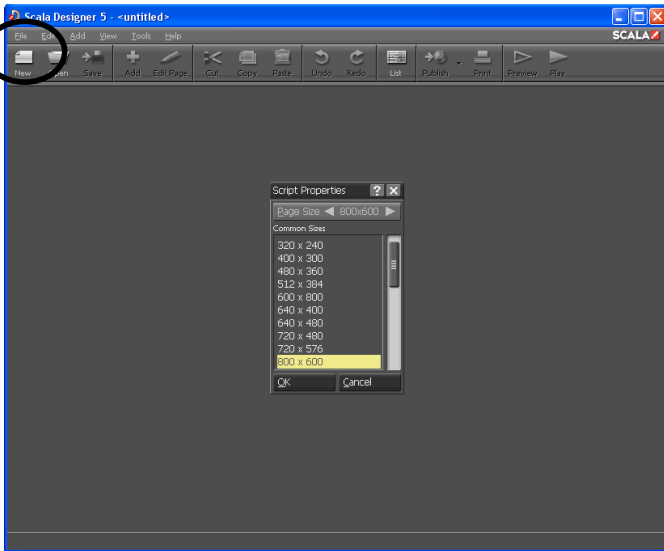 Scala Designer 5 - <untitled>
File Edit Add View Tools Help SCALA
New Open Save Add Edit Page Cut Copy Paste Undo Redo List Publish Print Preview Play
Script Properties ?
Page Size 800x600
Common Sizes
320 x 240
400 x 300
480 x 360
512 x 384
600 x 800
640 x 400
640 x 480
720 x 480
720 x 576
800 x 600
OK Cancel